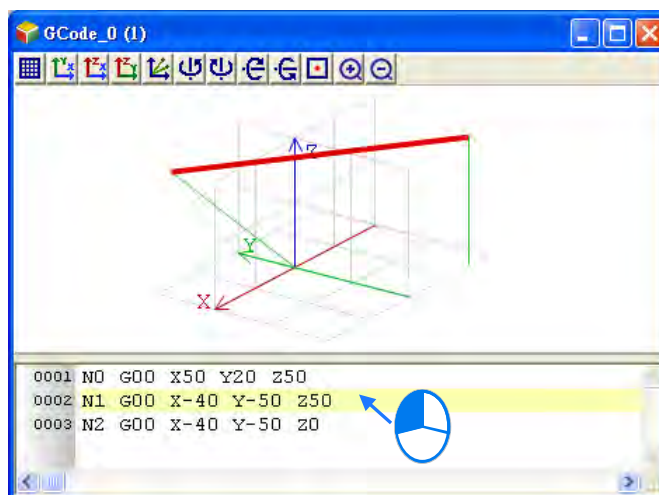 GCode_0 (1)
Z
Y
X
0001 N0 G00 X50 Y20 Z50
0002 N1 G00 X-40 Y-50 Z50
0003 N2 G00 X-40 Y-50 Z0